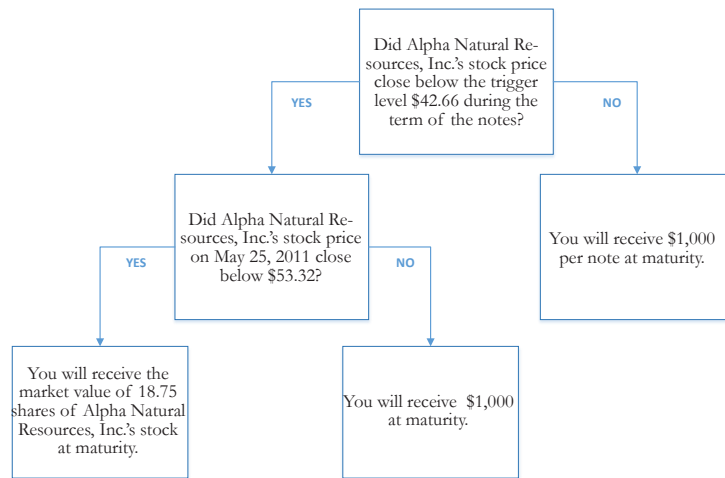 Did Alpha Natural Re-
sources, Inc.'s stock price
close below the trigger
level $42.66 during the
term of the notes?
YES
NO
Did Alpha Natural Re-
sources, Inc.'s stock price
on May 25, 2011 close
below $53.32?
You will receive $1,000
per note at maturity.
YES
NO
You will receive the
market value of 18.75
shares of Alpha Natural
Resources, Inc.'s stock
at maturity.
You will receive $1,000
at maturity.